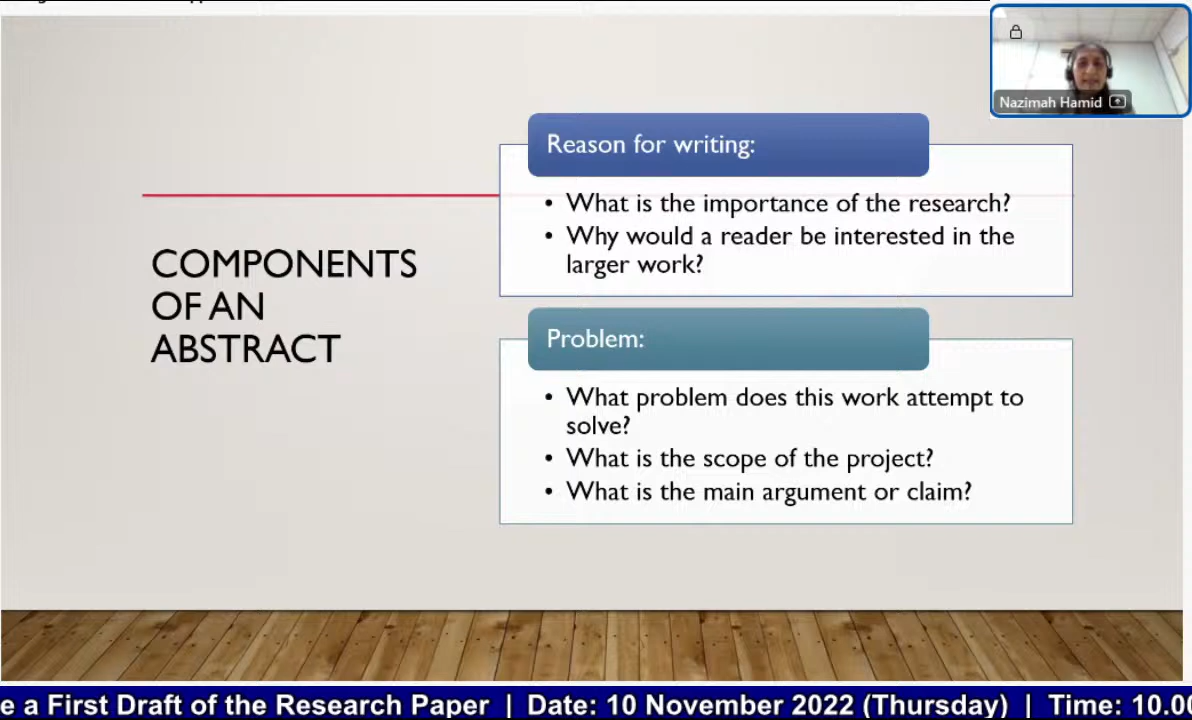 Nazimah Hamid
Reason for writing:
• What is the importance of the research?
• Why would a reader be interested in the
larger work?
COMPONENTS
OF AN
ABSTRACT
Problem:
• What problem does this work attempt to
solve?
• What is the scope of the project?
• What is the main argument or claim?
e a First Draft of the Research Paper | Date: 10 November 2022 (Thursday) | Time: 10.00